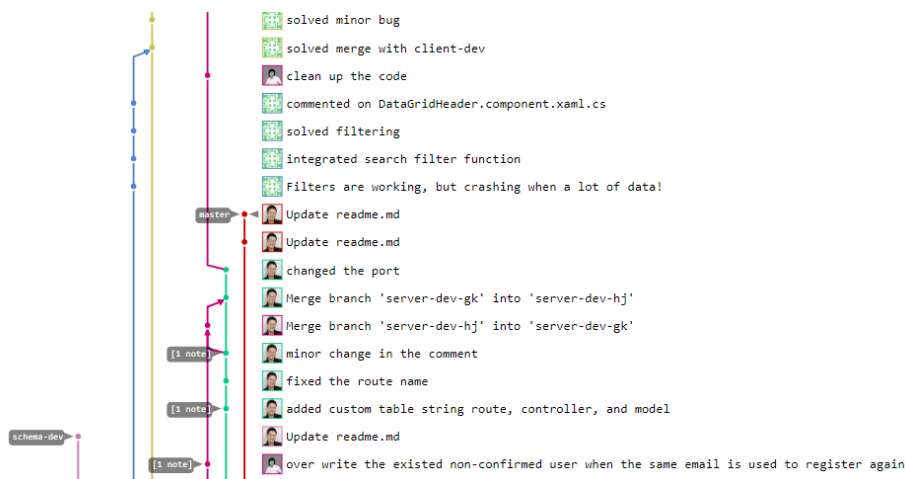 solved minor bug
solved merge with client-dev
clean up the code
commented on DataGridHeader.component.xaml.cs
solved filtering
integrated search filter function
Filters are working, but crashing when a lot of data!
master Update readme.md
Update readme.md
changed the port
Merge branch 'server-dev-gk' into 'server-dev-hj'
Merge branch 'server-dev-hj' into 'server-dev-gk'
[1 note] minor change in the comment
fixed the route name
[1 note] added custom table string route, controller, and model
schema-dev Update readme.md
[1 note] over write the existed non-confirmed user when the same email is used to register again